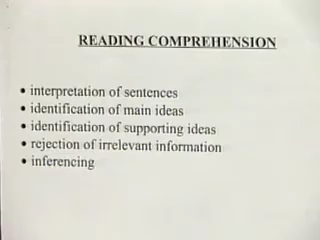 READING COMPREHENSION
• interpretation of sentences
• identification of main ideas
• identification of supporting ideas
• rejection of irrelevant information
• inferencing